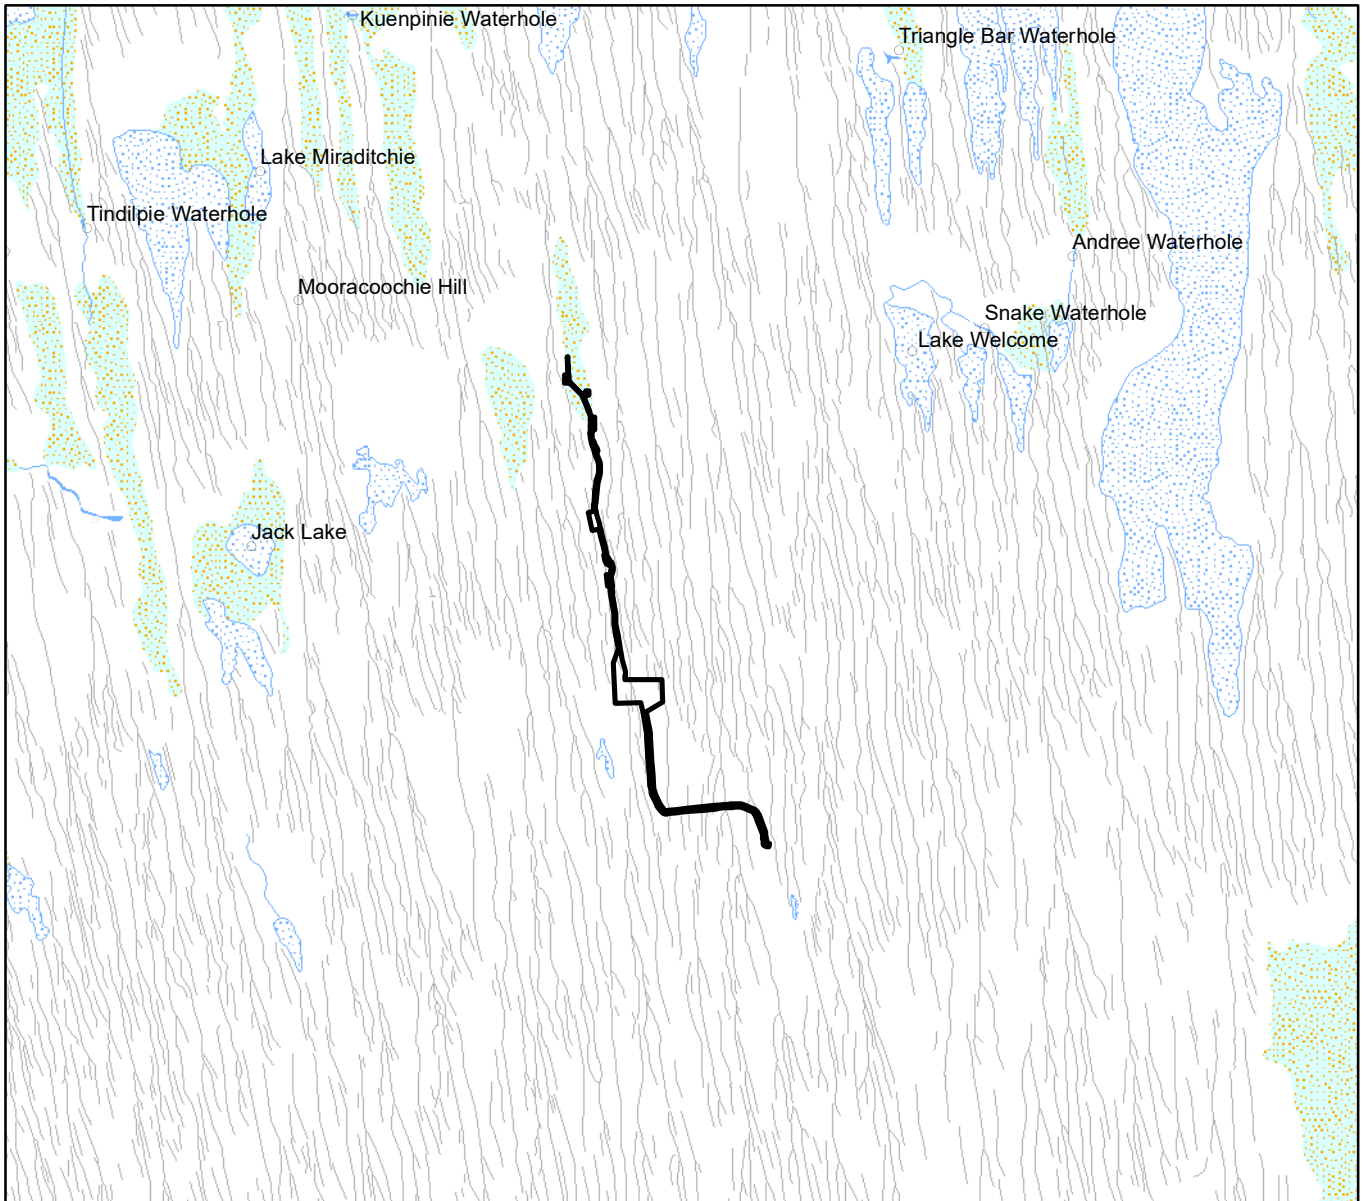 Kuenpinie Waterhole
Triangle Bar Waterhole
Lake Miraditchie
Tindilpie Waterhole
Andree Waterhole
Mooracoochie Hill
Snake Waterhole
Lake Welcome
Jack Lake